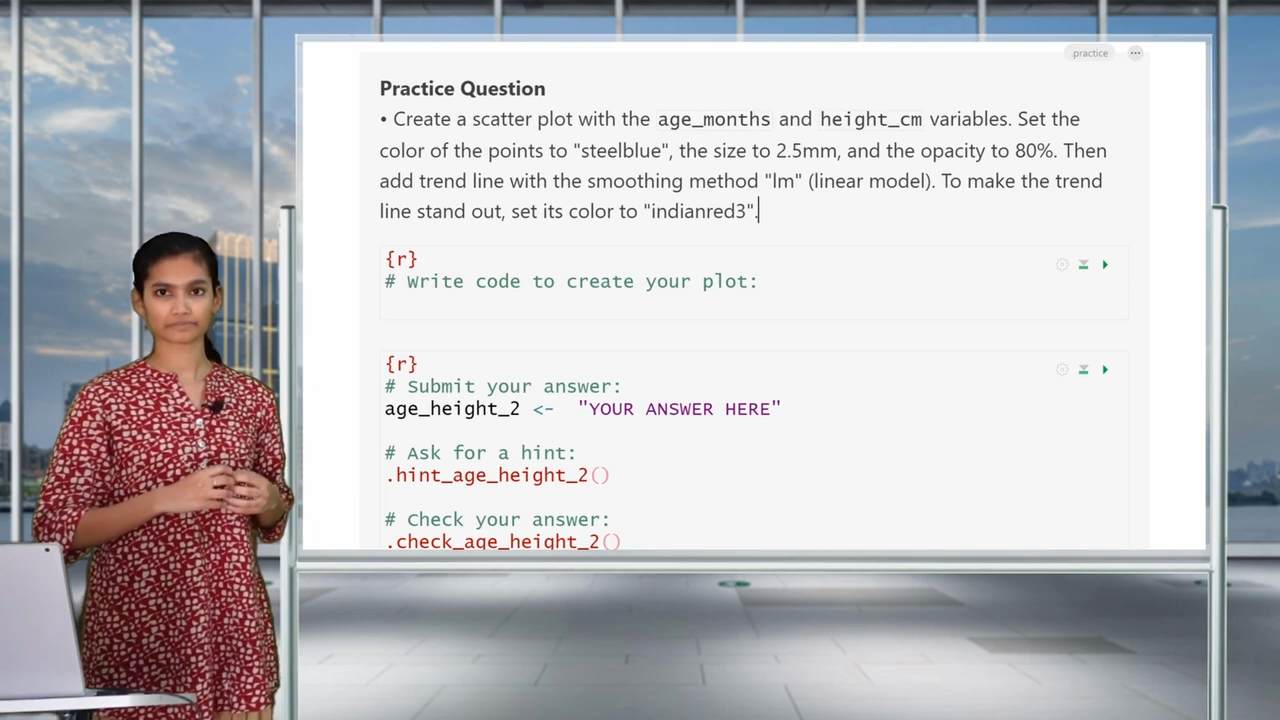 .practice
Practice Question
• Create a scatter plot with the age_months and height_cm variables. Set the
color of the points to "steelblue", the size to 2.5mm, and the opacity to 80%. Then
add trend line with the smoothing method "lm" (linear model). To make the trend
line stand out, set its color to "indianred3".
{r}
# Write code to create your plot:
{r}
# Submit your answer:
age_height_2 <-  "YOUR ANSWER HERE"
# Ask for a hint:
.hint_age_height_2()
# Check your answer:
.check_age_height_2()